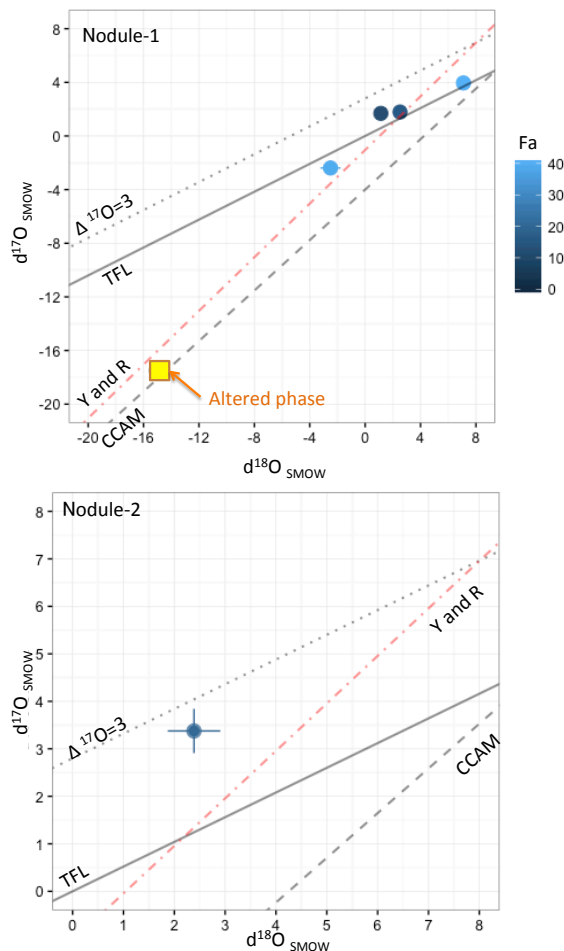 Nodule-1
8
4
0
-4
-8
-12
-16
-20
d17O SMOW
Δ 17O=3
TFL
Y and R
CCAM
Altered phase
-20 -16 -12 -8 -4 0 4 8
d18O SMOW
Fa
40
30
20
10
0
Nodule-2
8
7
6
5
4
3
2
1
0
d17O SMOW
Δ 17O=3
Y and R
CCAM
TFL
0 1 2 3 4 5 6 7 8
d18O SMOW